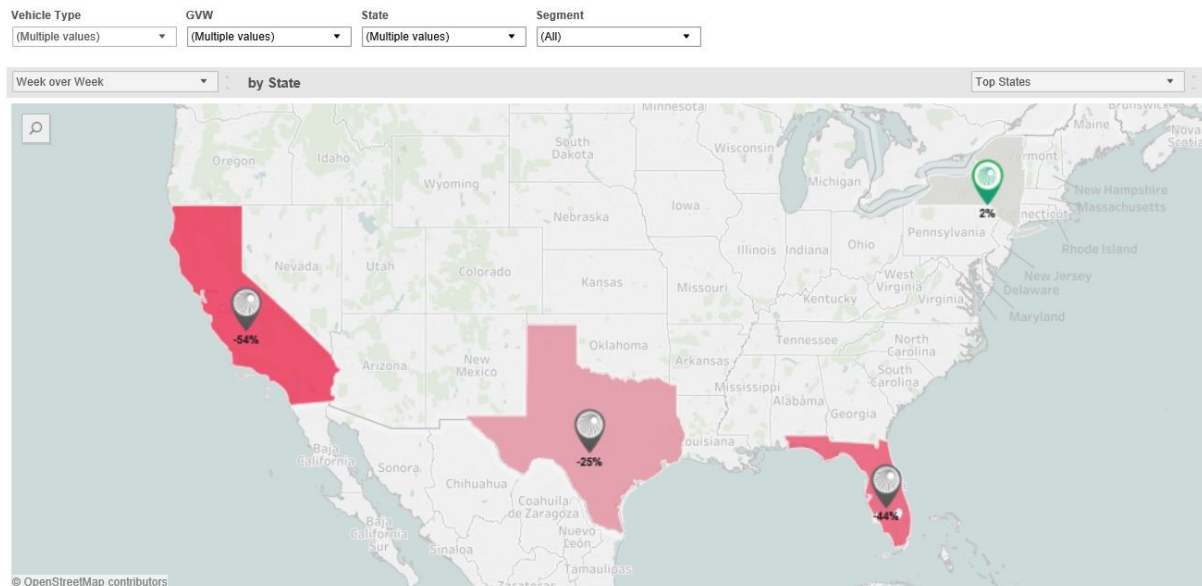 Vehicle Type GVW State Segment
(Multiple values) (Multiple values) (Multiple values) (All)
Week over Week by State Top States
Minnesota
Brunswick
Maine
Nova Scotia
Oregon Idaho
South Dakota
Wisconsin
Vermont
Wyoming
Michigan
New Hampshire
Massachusetts
2% Connecticut
Nebraska
Iowa
Pennsylvania
Rhode Island
Nevada Utah Colorado
Illinois Indiana Ohio
New Jersey
Kansas
Missouri
West Virginia
Delaware
Kentucky Virginia
Maryland
-54%
Arizona
New Mexico
Oklahoma
Arkansas
Tennessee
North Carolina
South Carolina
Mississippi
Alabama
Georgia
Louisiana
-25%
Baja California
Sonora
Chihuahua
-44%
Coahuila de Zaragoza
Baja California Sur
Sinaloa
Nuevo León
Tamaulipas
Zacatecas
© OpenStreetMap contributors